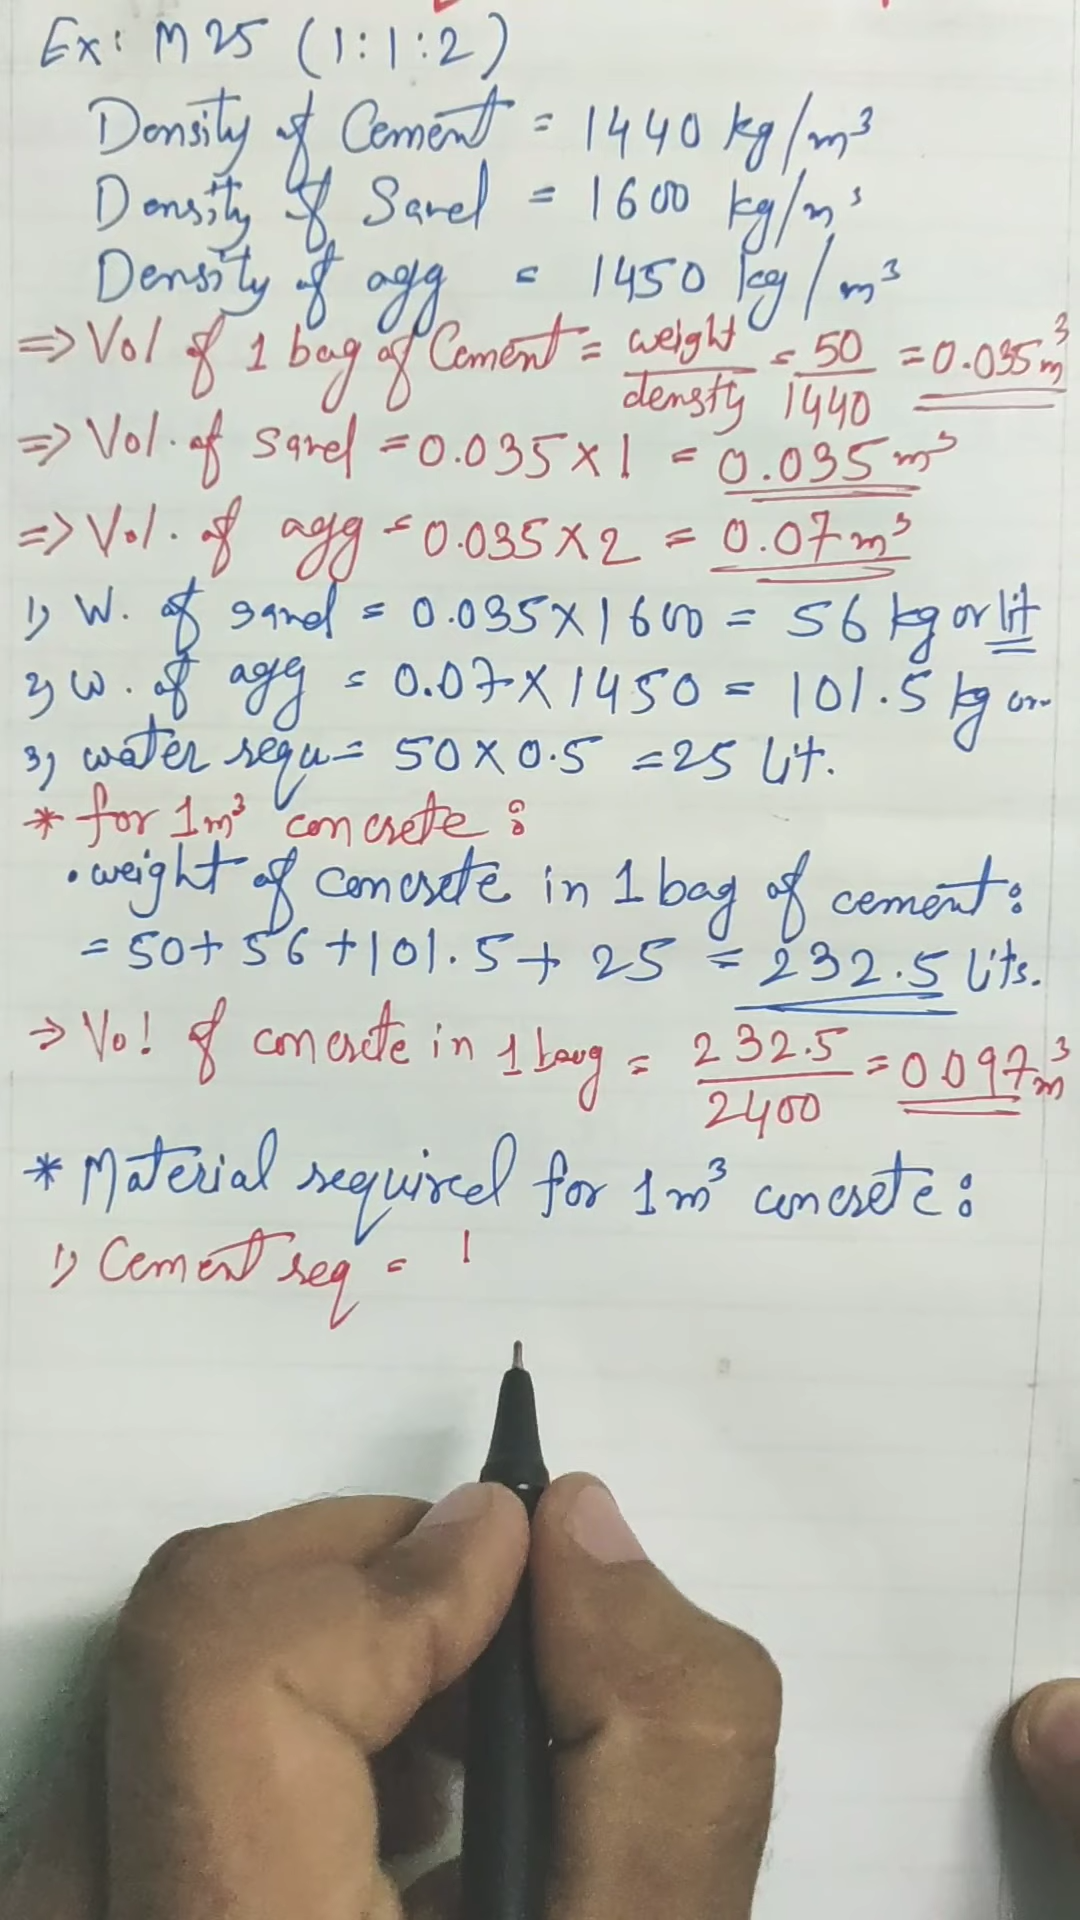 Ex: M25 (1:1:2)
Density of Cement = 1440 kg/m³
Density of Sand = 1600 kg/m³
Density of agg = 1450 kg/m³
=> Vol of 1 bag of Cement = weight/density = 50/1440 = 0.035 m³
=> Vol. of sand = 0.035 x 1 = 0.035 m³
=> Vol. of agg = 0.035 x 2 = 0.07 m³
1) W. of sand = 0.035 x 1600 = 56 kg or lit
2) W. of agg = 0.07 x 1450 = 101.5 kg or
3) water requ = 50 x 0.5 = 25 Lit.
* for 1m³ concrete :
• weight of concrete in 1 bag of cement :
= 50 + 56 + 101.5 + 25 = 232.5 Lits.
=> Vol of concrete in 1 bag = 232.5/2400 = 0.097 m³
* Material required for 1m³ concrete :
1) Cement req = 1